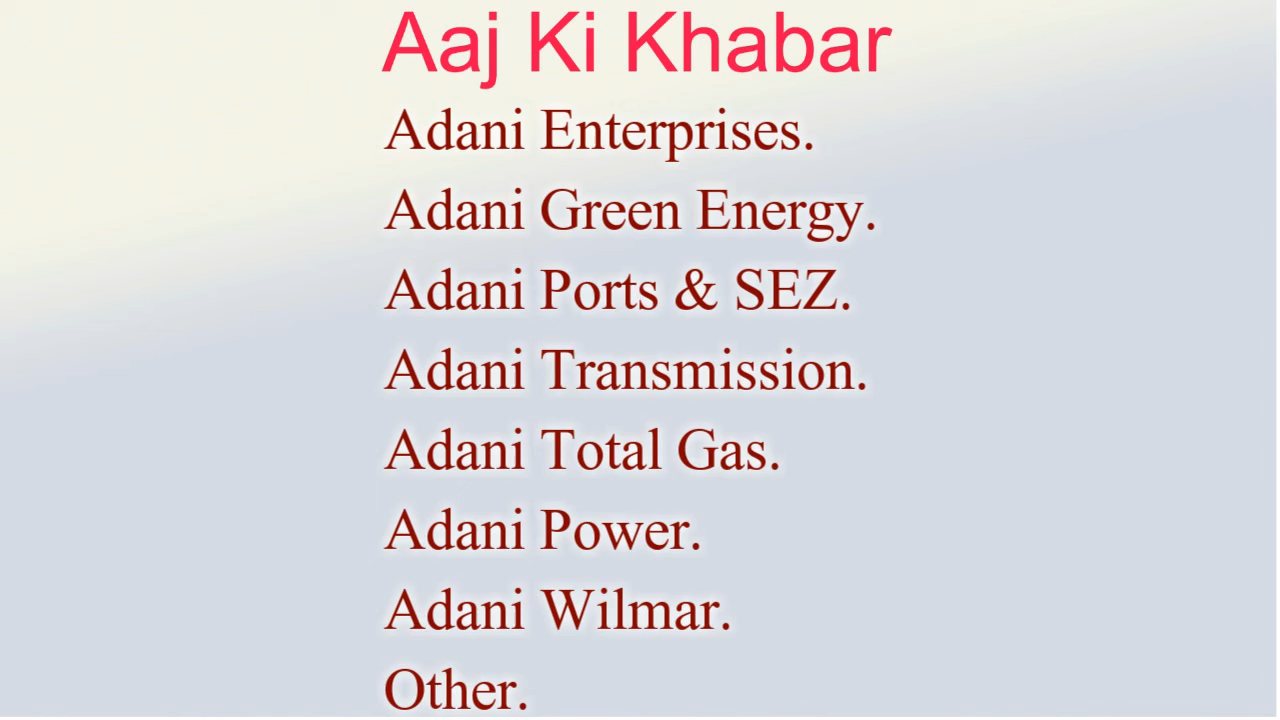 Aaj Ki Khabar
Adani Enterprises.
Adani Green Energy.
Adani Ports & SEZ.
Adani Transmission.
Adani Total Gas.
Adani Power.
Adani Wilmar.
Other.